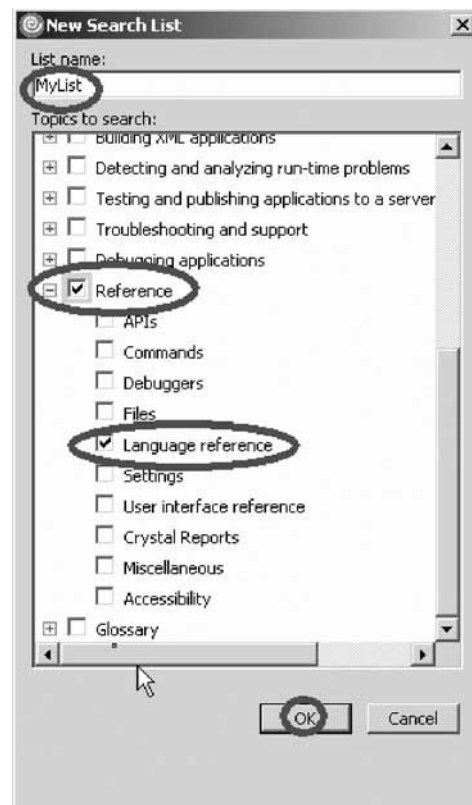 New Search List
List name:
MyList
Topics to search:
Building XML applications
Detecting and analyzing run-time problems
Testing and publishing applications to a server
Troubleshooting and support
Debugging applications
Reference
APIs
Commands
Debuggers
Files
Language reference
Settings
User interface reference
Crystal Reports
Miscellaneous
Accessibility
Glossary
OK Cancel